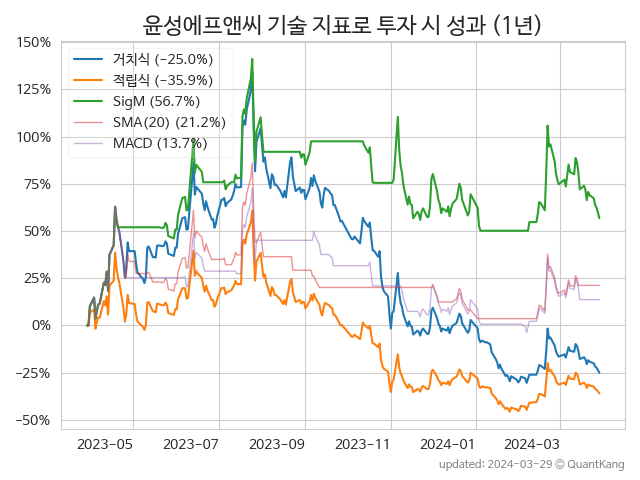 윤성에프앤씨 기술 지표로 투자 시 성과 (1년)
150%
125%
100%
75%
50%
25%
0%
−25%
−50%
거치식 (−25.0%)
적립식 (−35.9%)
SigM (56.7%)
SMA(20) (21.2%)
MACD (13.7%)
2023−05
2023−07
2023−09
2023−11
2024−01
2024−03
updated: 2024−03−29 © QuantKang